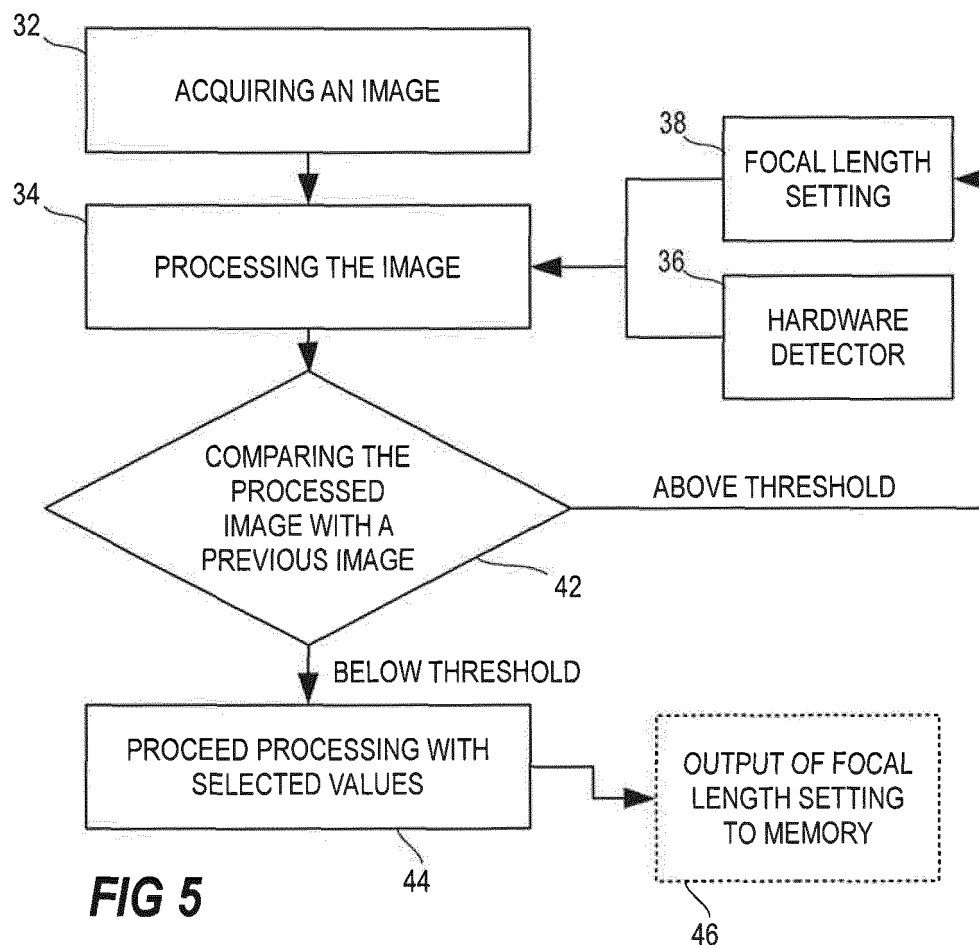 32
ACQUIRING AN IMAGE
38
FOCAL LENGTH
SETTING
34
PROCESSING THE IMAGE
36
HARDWARE
DETECTOR
COMPARING THE
PROCESSED
IMAGE WITH A
PREVIOUS IMAGE
ABOVE THRESHOLD
42
BELOW THRESHOLD
PROCEED PROCESSING WITH
SELECTED VALUES
OUTPUT OF FOCAL
LENGTH SETTING
TO MEMORY
44
FIG 5
46